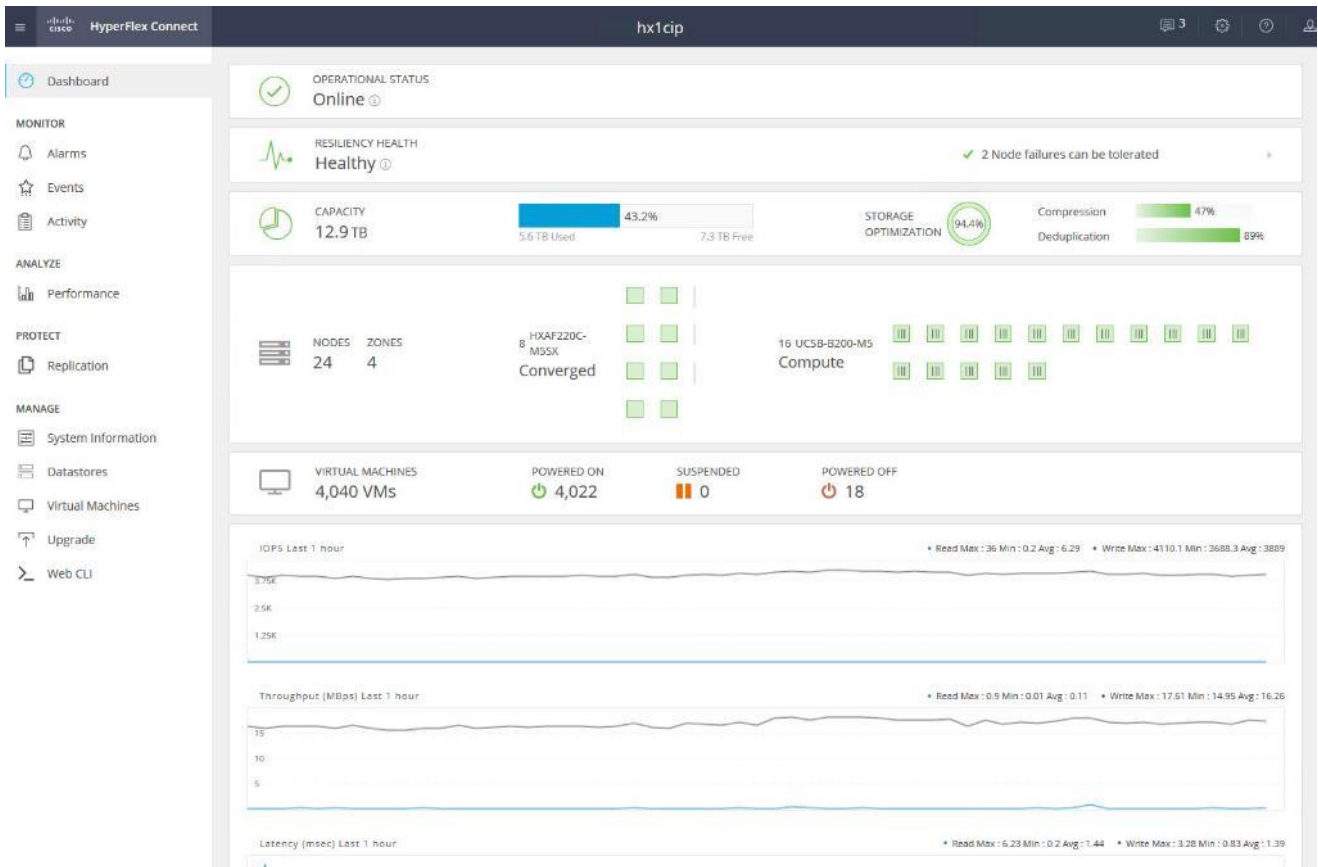 cisco HyperFlex Connect
hx1cip
3
Dashboard
MONITOR
Alarms
Events
Activity
ANALYZE
Performance
PROTECT
Replication
MANAGE
System Information
Datastores
Virtual Machines
Upgrade
Web CLI
OPERATIONAL STATUS
Online
RESILIENCY HEALTH
Healthy
2 Node failures can be tolerated
CAPACITY
12.9 TB
43.2%
5.6 TB Used 7.3 TB Free
STORAGE OPTIMIZATION
94.4%
Compression 47%
Deduplication 89%
NODES ZONES
24 4
8 HXAF220C-M5SX
Converged
16 UCSB-B200-M5
Compute
VIRTUAL MACHINES
4,040 VMs
POWERED ON
4,022
SUSPENDED
0
POWERED OFF
18
IOPS Last 1 hour
Read Max : 36 Min : 0.2 Avg : 6.29 Write Max : 4110.1 Min : 3688.3 Avg : 3889
3.75K
2.5K
1.25K
Throughput (MBps) Last 1 hour
Read Max : 0.9 Min : 0.01 Avg : 0.11 Write Max : 17.61 Min : 14.95 Avg : 16.26
15
10
5
Latency (msec) Last 1 hour
Read Max : 6.23 Min : 0.2 Avg : 1.44 Write Max : 3.28 Min : 0.83 Avg : 1.39